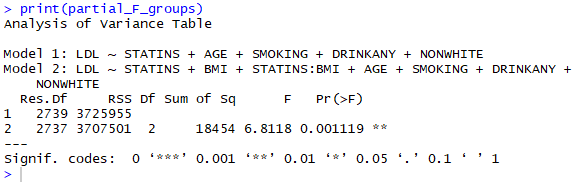 > print(partial_F_groups)
Analysis of Variance Table
Model 1: LDL ~ STATINS + AGE + SMOKING + DRINKANY + NONWHITE
Model 2: LDL ~ STATINS + BMI + STATINS:BMI + AGE + SMOKING + DRINKANY +
    NONWHITE
  Res.Df     RSS Df Sum of Sq      F   Pr(>F)
1   2739 3725955
2   2737 3707501  2     18454 6.8118 0.001119 **
---
Signif. codes:  0 ‘***’ 0.001 ‘**’ 0.01 ‘*’ 0.05 ‘.’ 0.1 ‘ ’ 1
>